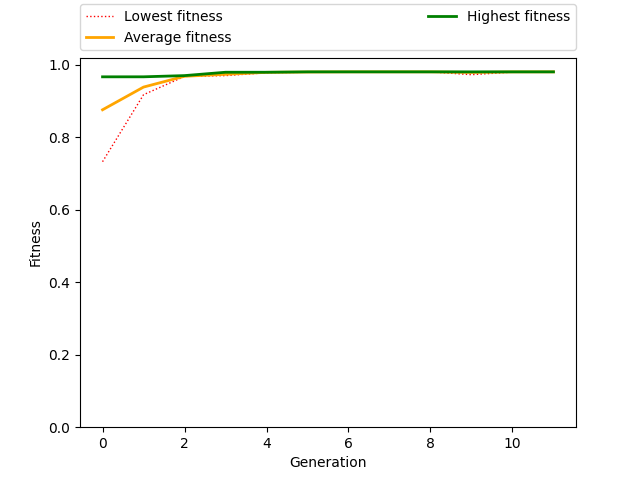 Lowest fitness
Average fitness
Highest fitness
1.0
0.8
0.6
0.4
0.2
0.0
Fitness
0 2 4 6 8 10
Generation